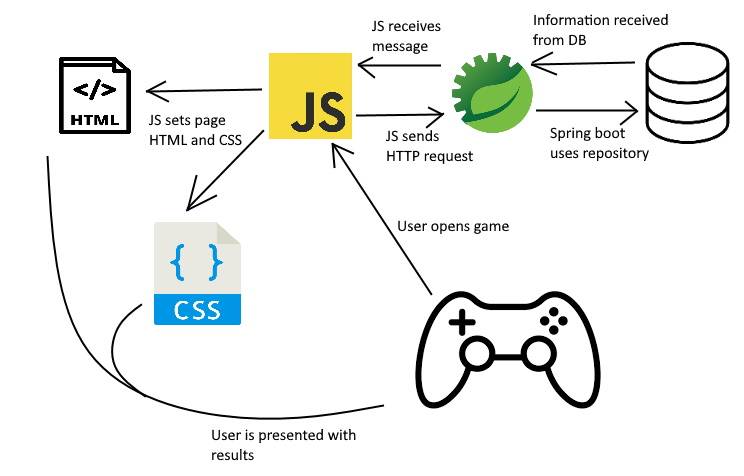 Information received
from DB
JS receives
message
</>
HTML
JS
JS sets page
HTML and CSS
JS sends
HTTP request
Spring boot
uses repository
User opens game
{ }
CSS
User is presented with
results